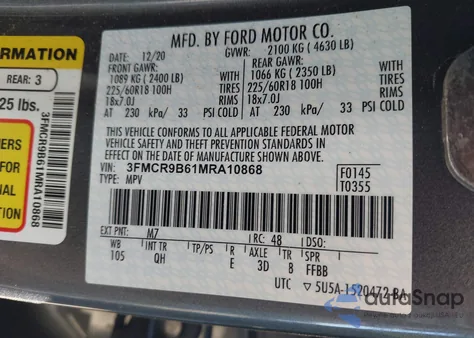 ORMATION
REAR: 3
25 lbs.
3FMCR9B61MRA10868
MFD. BY FORD MOTOR CO.
DATE: 12/20 GVWR: 2100 KG ( 4630 LB)
FRONT GAWR: REAR GAWR:
1089 KG ( 2400 LB) 1066 KG ( 2350 LB)
225/60R18 100H TIRES 225/60R18 100H TIRES
18x7.0J RIMS 18x7.0J RIMS
AT 230 kPa/ 33 PSI COLD AT 230 kPa/ 33 PSI COLD
THIS VEHICLE CONFORMS TO ALL APPLICABLE FEDERAL MOTOR
VEHICLE SAFETY AND THEFT PREVENTION STANDARDS IN EFFECT
ON THE DATE OF MANUFACTURE SHOWN ABOVE.
VIN: 3FMCR9B61MRA10868 F0145
TYPE: MPV T0355
EXT PNT: M7 RC: 48 DSO:
WB INT TR TP/PS R AX TR SPR
105 QH E 3D 8 FFBB
UTC 5U5A-1520472-BA
autoSnap